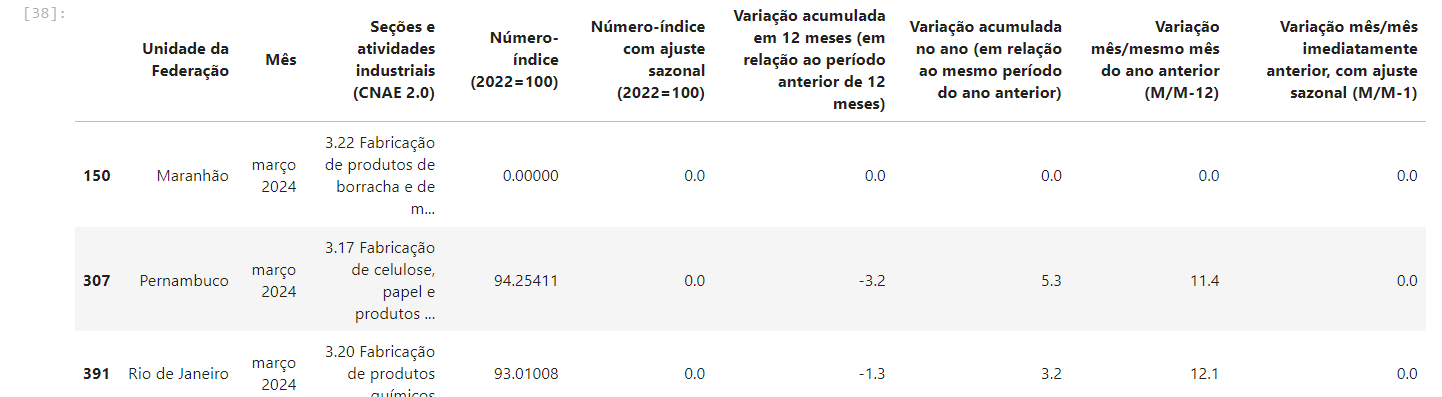 [38]:
Unidade da
Federação
Mês
Seções e
atividades
industriais
(CNAE 2.0)
Número-
índice
(2022=100)
Número-índice
com ajuste
sazonal
(2022=100)
Variação acumulada
em 12 meses (em
relação ao período
anterior de 12
meses)
Variação acumulada
no ano (em relação
ao mesmo período
do ano anterior)
Variação
mês/mesmo mês
do ano anterior
(M/M-12)
Variação mês/mês
imediatamente
anterior, com ajuste
sazonal (M/M-1)
150
Maranhão
março
2024
3.22 Fabricação
de produtos de
borracha e de
m...
0.00000
0.0
0.0
0.0
0.0
0.0
307
Pernambuco
março
2024
3.17 Fabricação
de celulose,
papel e
produtos ...
94.25411
0.0
-3.2
5.3
11.4
0.0
391
Rio de Janeiro
março
2024
3.20 Fabricação
de produtos
químicos
93.01008
0.0
-1.3
3.2
12.1
0.0